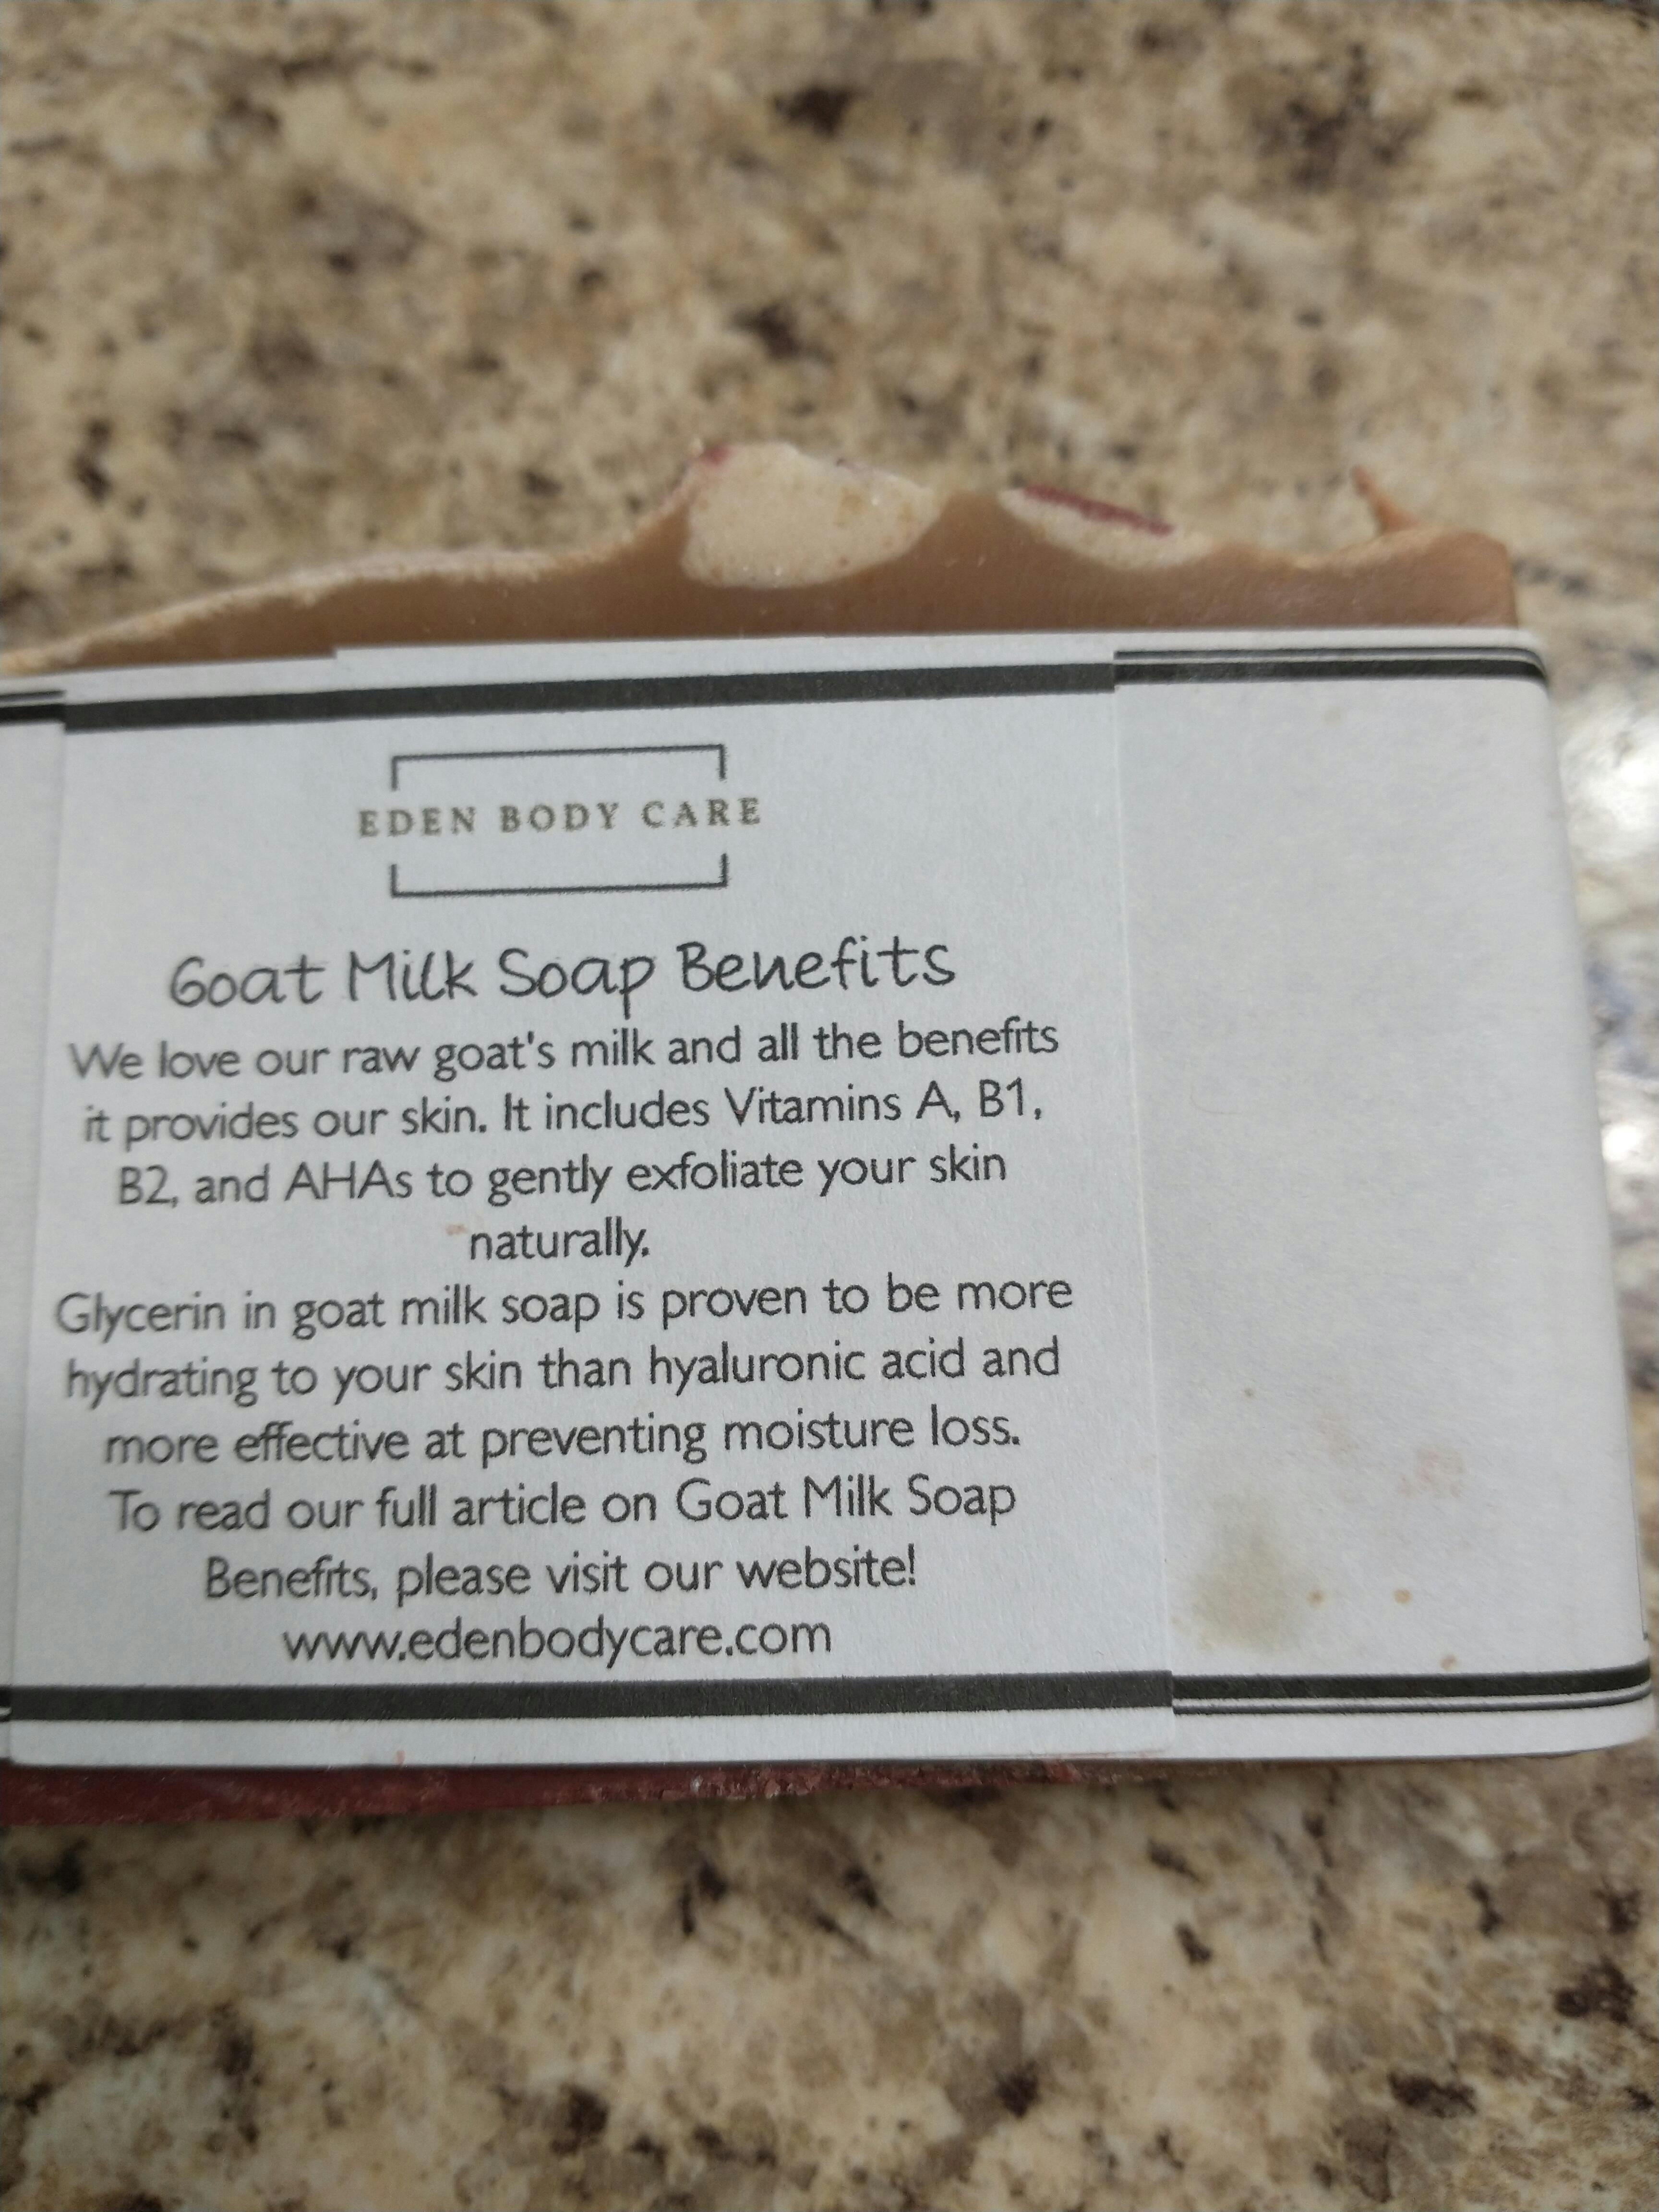 EDEN BODY CARE
Goat Milk Soap Benefits
We love our raw goat's milk and all the benefits
it provides our skin. It includes Vitamins A, B1,
B2, and AHAs to gently exfoliate your skin
naturally.
Glycerin in goat milk soap is proven to be more
hydrating to your skin than hyaluronic acid and
more effective at preventing moisture loss.
To read our full article on Goat Milk Soap
Benefits, please visit our website!
www.edenbodycare.com